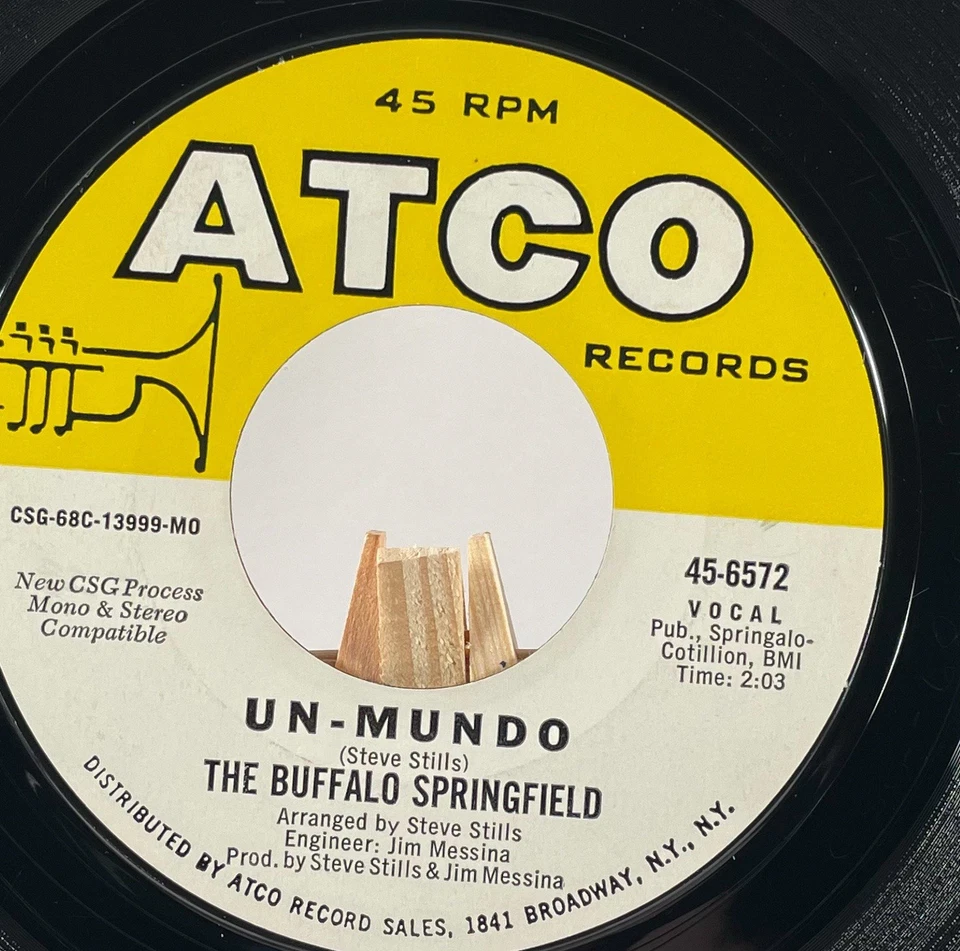 45 RPM
ATCO
RECORDS
CSG-68C-13999-MO
New CSG Process
Mono & Stereo
Compatible
45-6572
VOCAL
Pub., Springalo-
Cotillion, BMI
Time: 2:03
UN-MUNDO
(Steve Stills)
THE BUFFALO SPRINGFIELD
Arranged by Steve Stills
Engineer: Jim Messina
Prod. by Steve Stills & Jim Messina
DISTRIBUTED BY ATCO RECORD SALES, 1841 BROADWAY, N.Y., N.Y.